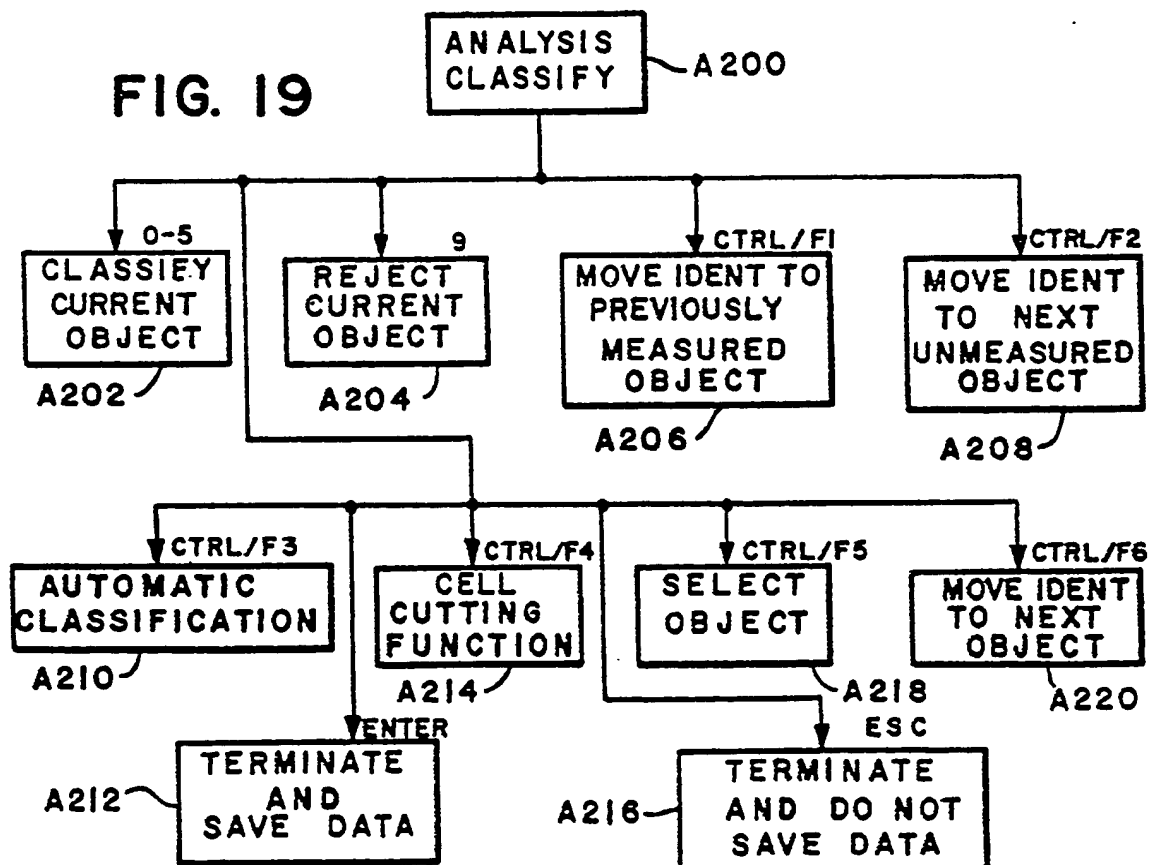 ANALYSIS
CLASSIFY
A200
FIG. 19
0-5
CLASSIFY
CURRENT
OBJECT
A202
9
REJECT
CURRENT
OBJECT
A204
CTRL/F1
MOVE IDENT TO
PREVIOUSLY
MEASURED
OBJECT
A206
CTRL/F2
MOVE IDENT
TO NEXT
UNMEASURED
OBJECT
A208
CTRL/F3
AUTOMATIC
CLASSIFICATION
A210
CTRL/F4
CELL
CUTTING
FUNCTION
A214
CTRL/F5
SELECT
OBJECT
A218
CTRL/F6
MOVE IDENT
TO NEXT
OBJECT
A220
ENTER
TERMINATE
AND
SAVE DATA
A212
ESC
TERMINATE
AND DO NOT
SAVE DATA
A216